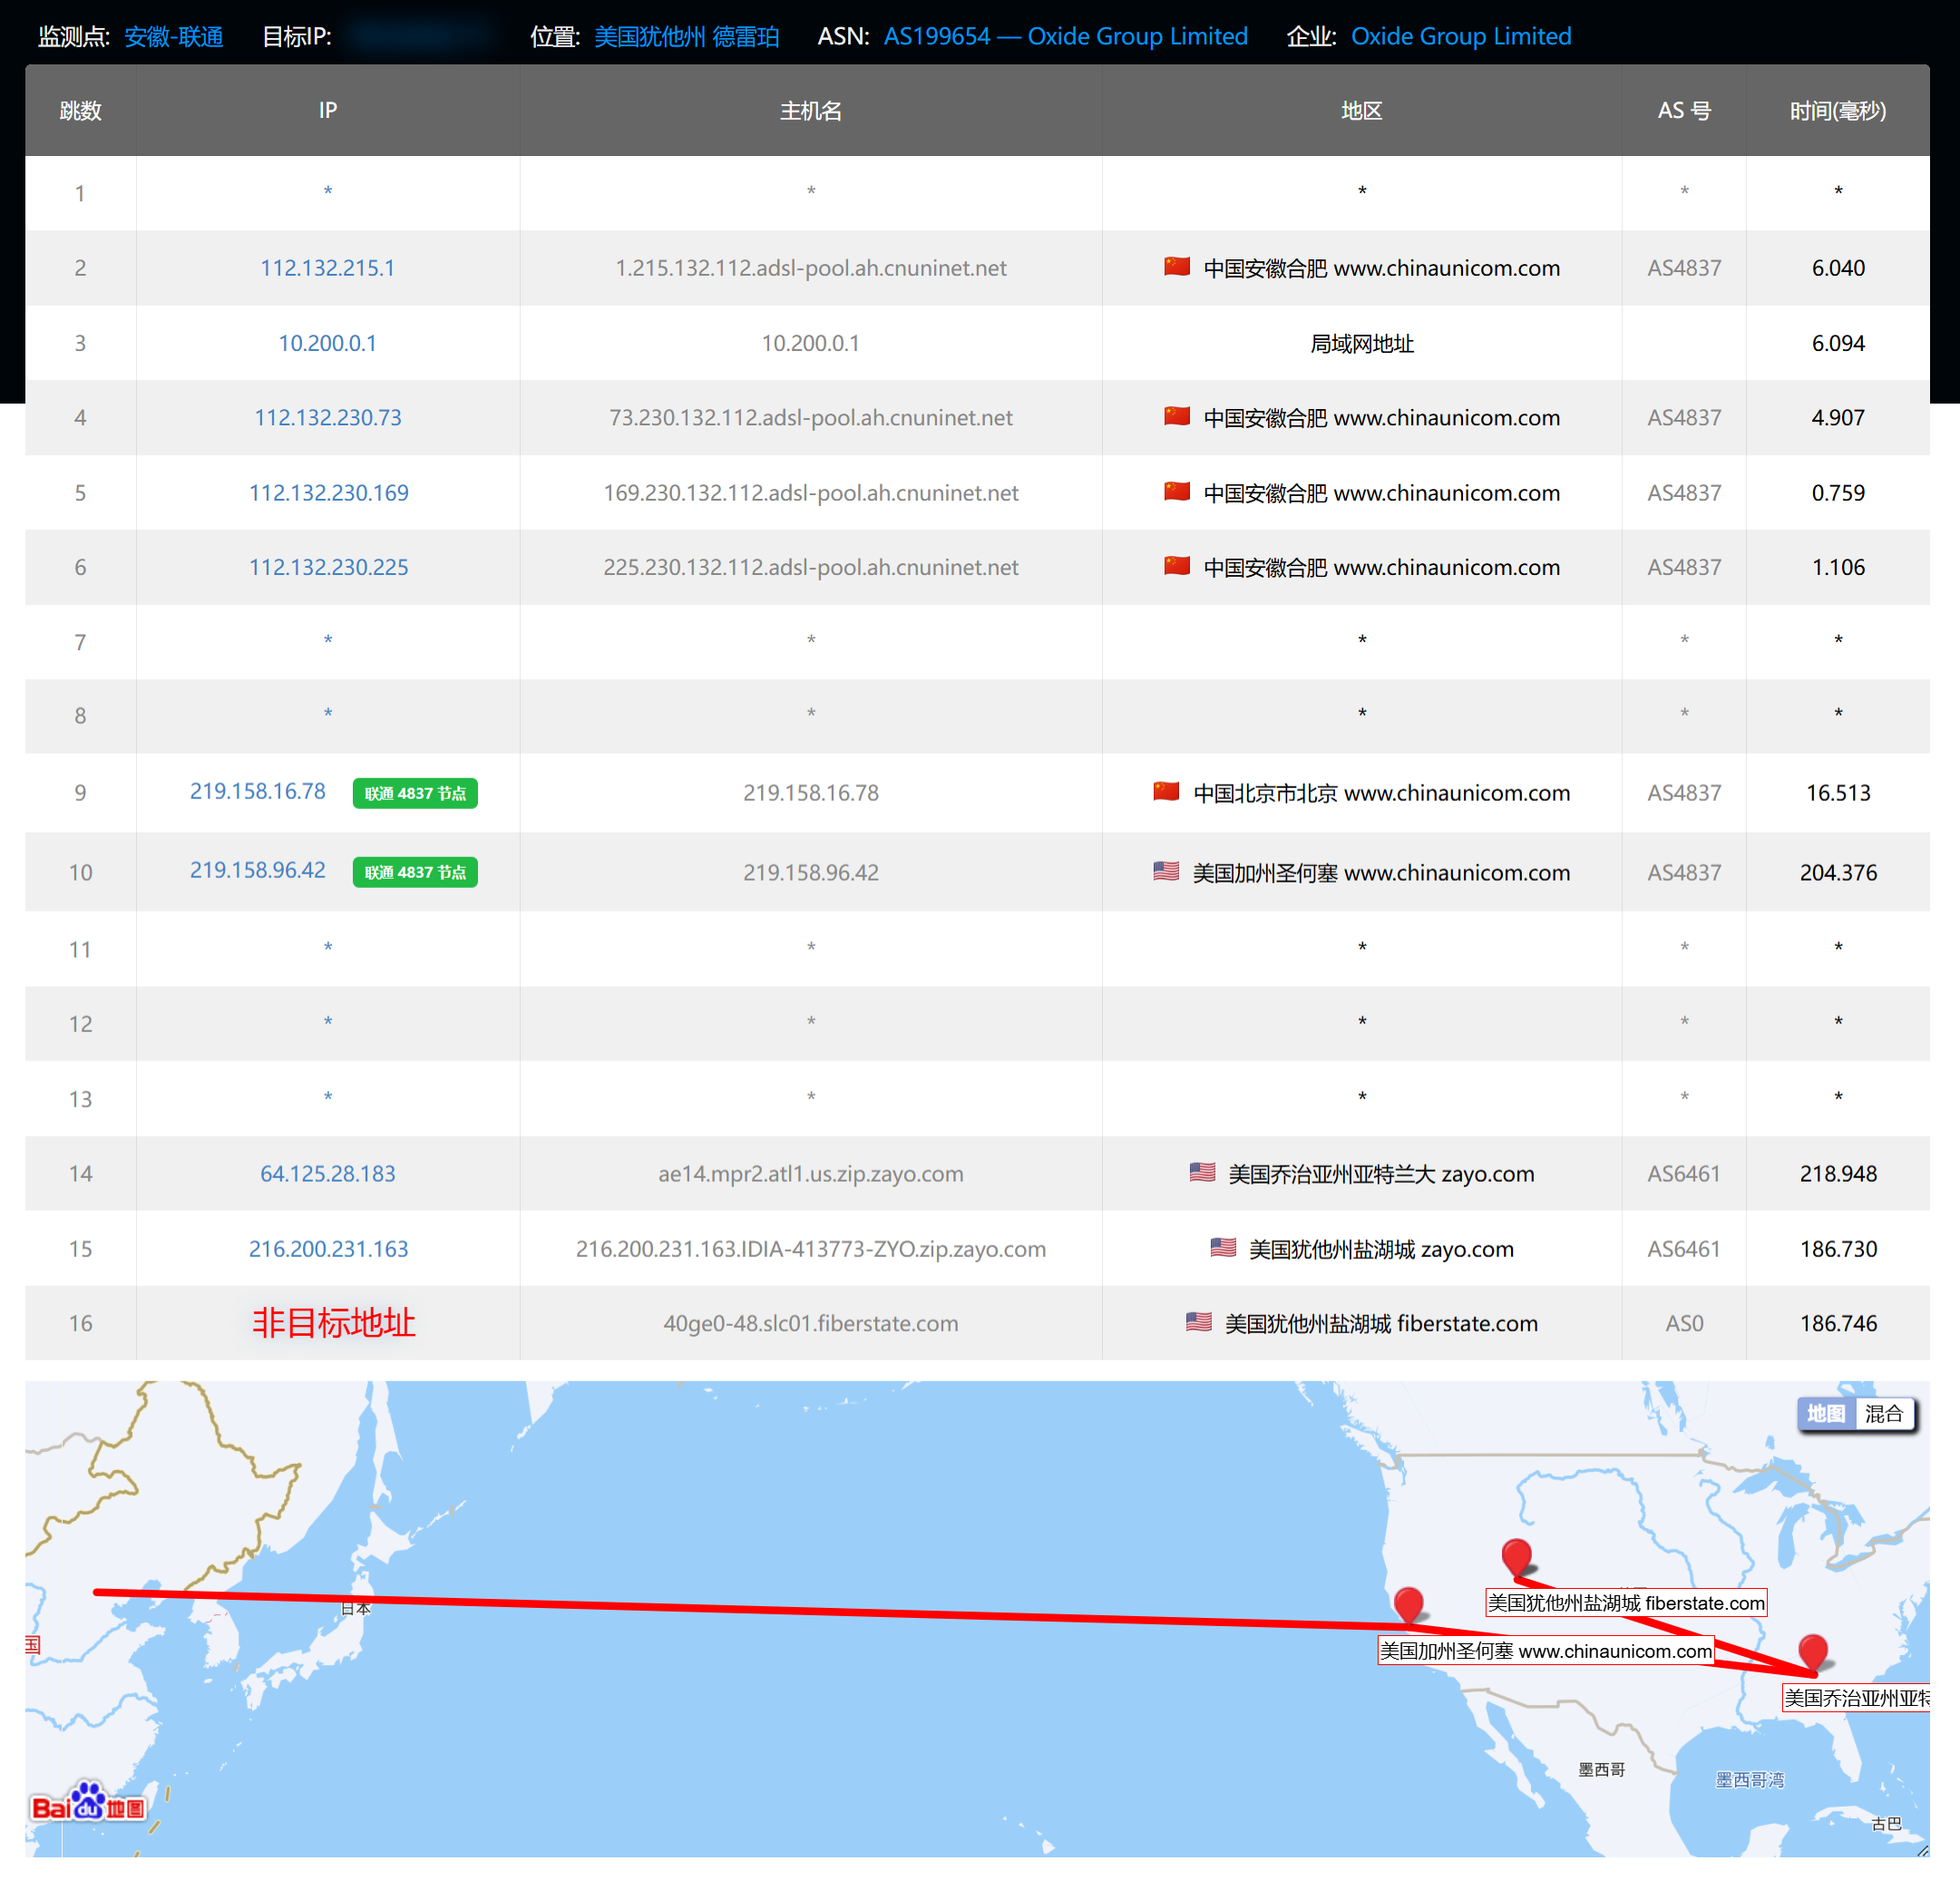 监测点: 安徽-联通 目标IP: 位置: 美国犹他州 德雷珀 ASN: AS199654 — Oxide Group Limited 企业: Oxide Group Limited
跳数 IP 主机名 地区 AS 号 时间(毫秒)
1 * * * * *
2 112.132.215.1 1.215.132.112.adsl-pool.ah.cnuninet.net 中国安徽合肥 www.chinaunicom.com AS4837 6.040
3 10.200.0.1 10.200.0.1 局域网地址 6.094
4 112.132.230.73 73.230.132.112.adsl-pool.ah.cnuninet.net 中国安徽合肥 www.chinaunicom.com AS4837 4.907
5 112.132.230.169 169.230.132.112.adsl-pool.ah.cnuninet.net 中国安徽合肥 www.chinaunicom.com AS4837 0.759
6 112.132.230.225 225.230.132.112.adsl-pool.ah.cnuninet.net 中国安徽合肥 www.chinaunicom.com AS4837 1.106
7 * * * * *
8 * * * * *
9 219.158.16.78 联通 4837 节点 219.158.16.78 中国北京市北京 www.chinaunicom.com AS4837 16.513
10 219.158.96.42 联通 4837 节点 219.158.96.42 美国加州圣何塞 www.chinaunicom.com AS4837 204.376
11 * * * * *
12 * * * * *
13 * * * * *
14 64.125.28.183 ae14.mpr2.atl1.us.zip.zayo.com 美国乔治亚州亚特兰大 zayo.com AS6461 218.948
15 216.200.231.163 216.200.231.163.IDIA-413773-ZYO.zip.zayo.com 美国犹他州盐湖城 zayo.com AS6461 186.730
16 非目标地址 40ge0-48.slc01.fiberstate.com 美国犹他州盐湖城 fiberstate.com AS0 186.746
地图 混合
日本
美国犹他州盐湖城 fiberstate.com
国
美国加州圣何塞 www.chinaunicom.com
美国乔治亚州亚特
墨西哥
墨西哥湾
Baidu地图
古巴